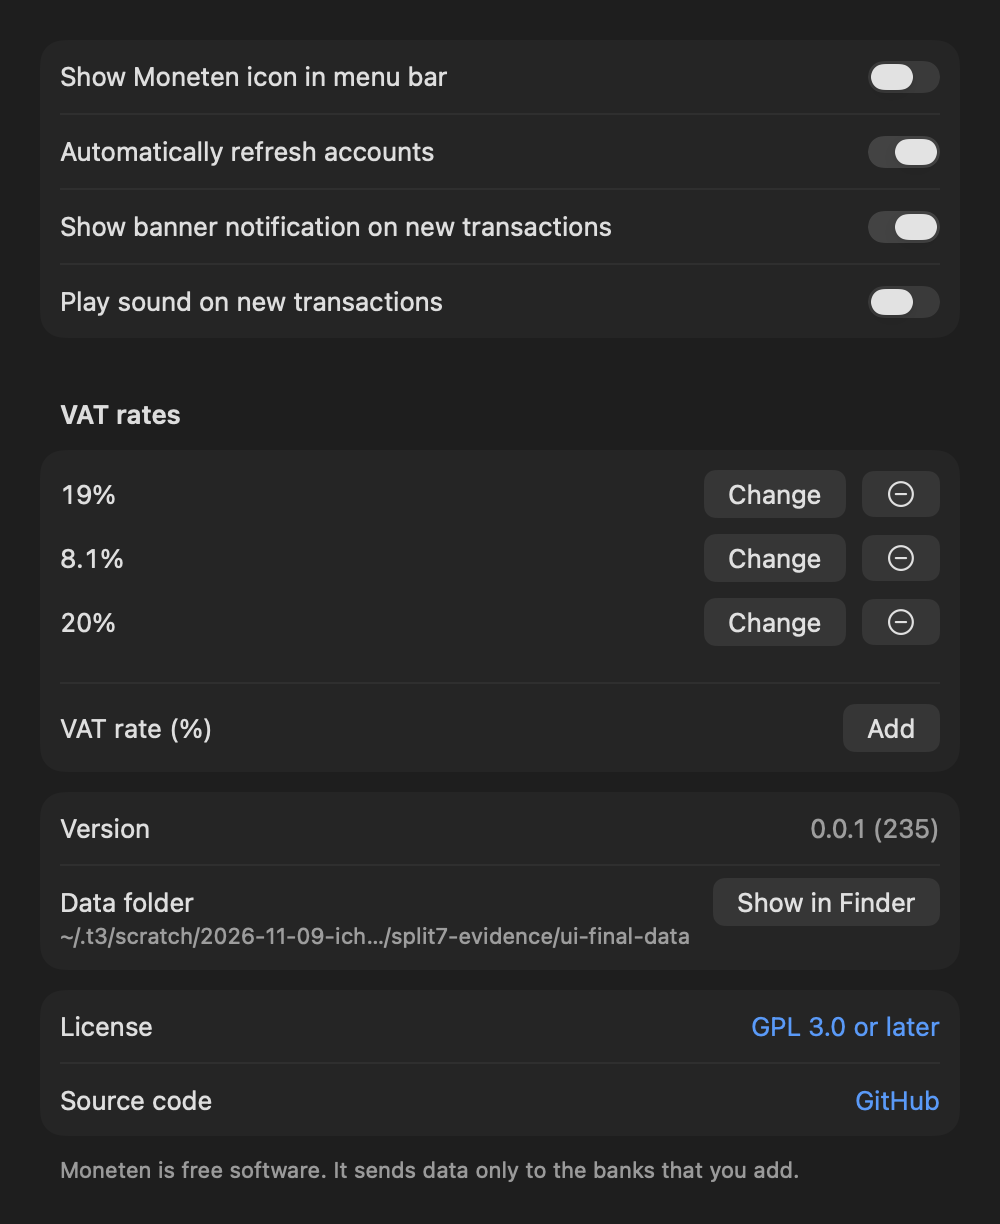 Show Moneten icon in menu bar
Automatically refresh accounts
Show banner notification on new transactions
Play sound on new transactions
VAT rates
19% Change
8.1% Change
20% Change
VAT rate (%) Add
Version 0.0.1 (235)
Data folder Show in Finder
~/.t3/scratch/2026-11-09-ich.../split7-evidence/ui-final-data
License GPL 3.0 or later
Source code GitHub
Moneten is free software. It sends data only to the banks that you add.